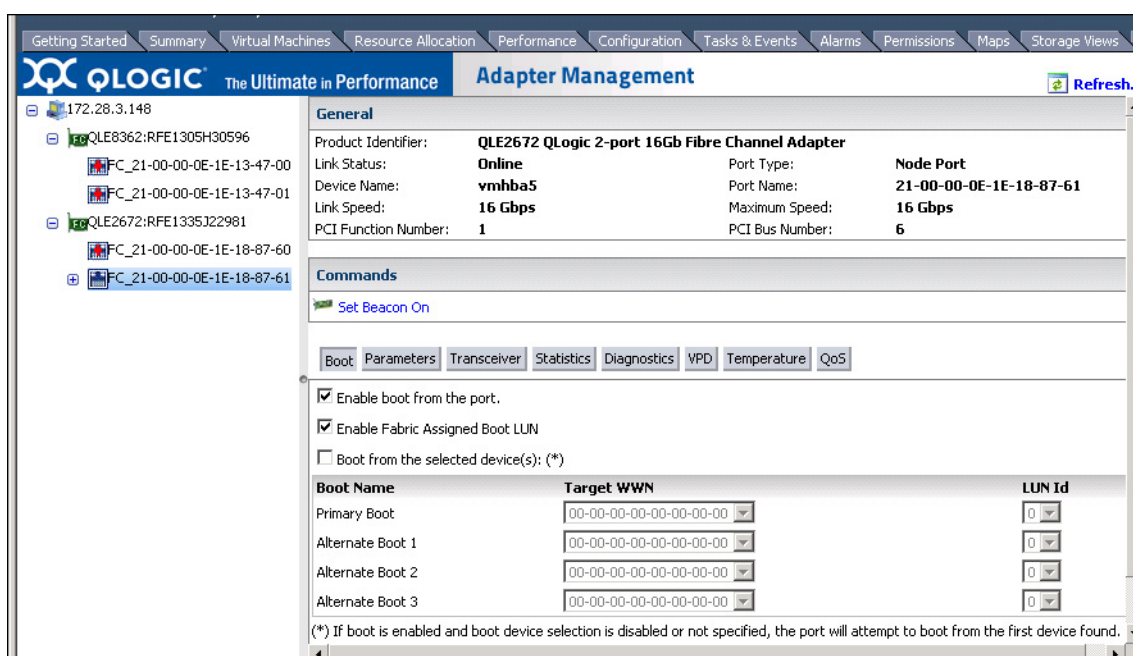 Getting Started Summary Virtual Machines Resource Allocation Performance Configuration Tasks & Events Alarms Permissions Maps Storage Views
QLOGIC The Ultimate in Performance Adapter Management Refresh.
172.28.3.148
QLE8362:RFE1305H30596
FC_21-00-00-0E-1E-13-47-00
FC_21-00-00-0E-1E-13-47-01
QLE2672:RFE1335J22981
FC_21-00-00-0E-1E-18-87-60
FC_21-00-00-0E-1E-18-87-61
General
Product Identifier: QLE2672 QLogic 2-port 16Gb Fibre Channel Adapter
Link Status: Online Port Type: Node Port
Device Name: vmhba5 Port Name: 21-00-00-0E-1E-18-87-61
Link Speed: 16 Gbps Maximum Speed: 16 Gbps
PCI Function Number: 1 PCI Bus Number: 6
Commands
Set Beacon On
Boot Parameters Transceiver Statistics Diagnostics VPD Temperature QoS
Enable boot from the port.
Enable Fabric Assigned Boot LUN
Boot from the selected device(s): (*)
Boot Name Target WWN LUN Id
Primary Boot 00-00-00-00-00-00-00-00 0
Alternate Boot 1 00-00-00-00-00-00-00-00 0
Alternate Boot 2 00-00-00-00-00-00-00-00 0
Alternate Boot 3 00-00-00-00-00-00-00-00 0
(*) If boot is enabled and boot device selection is disabled or not specified, the port will attempt to boot from the first device found.